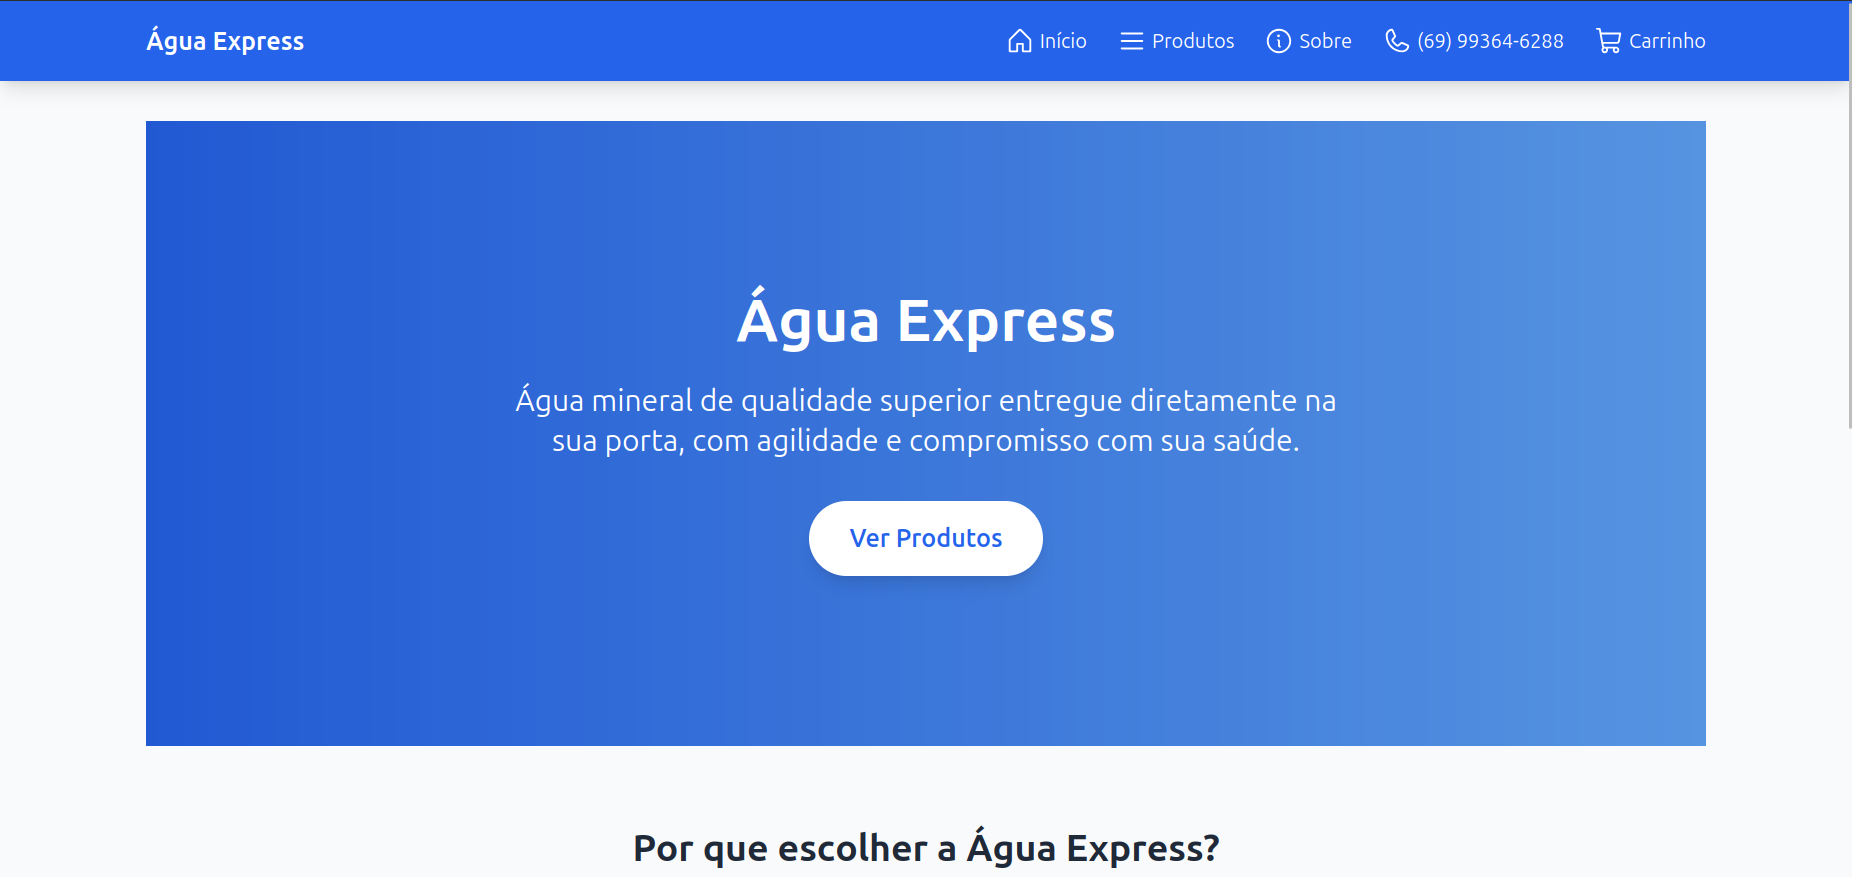 Água Express
Início
Produtos
Sobre
(69) 99364-6288
Carrinho
Água Express
Água mineral de qualidade superior entregue diretamente na
sua porta, com agilidade e compromisso com sua saúde.
Ver Produtos
Por que escolher a Água Express?